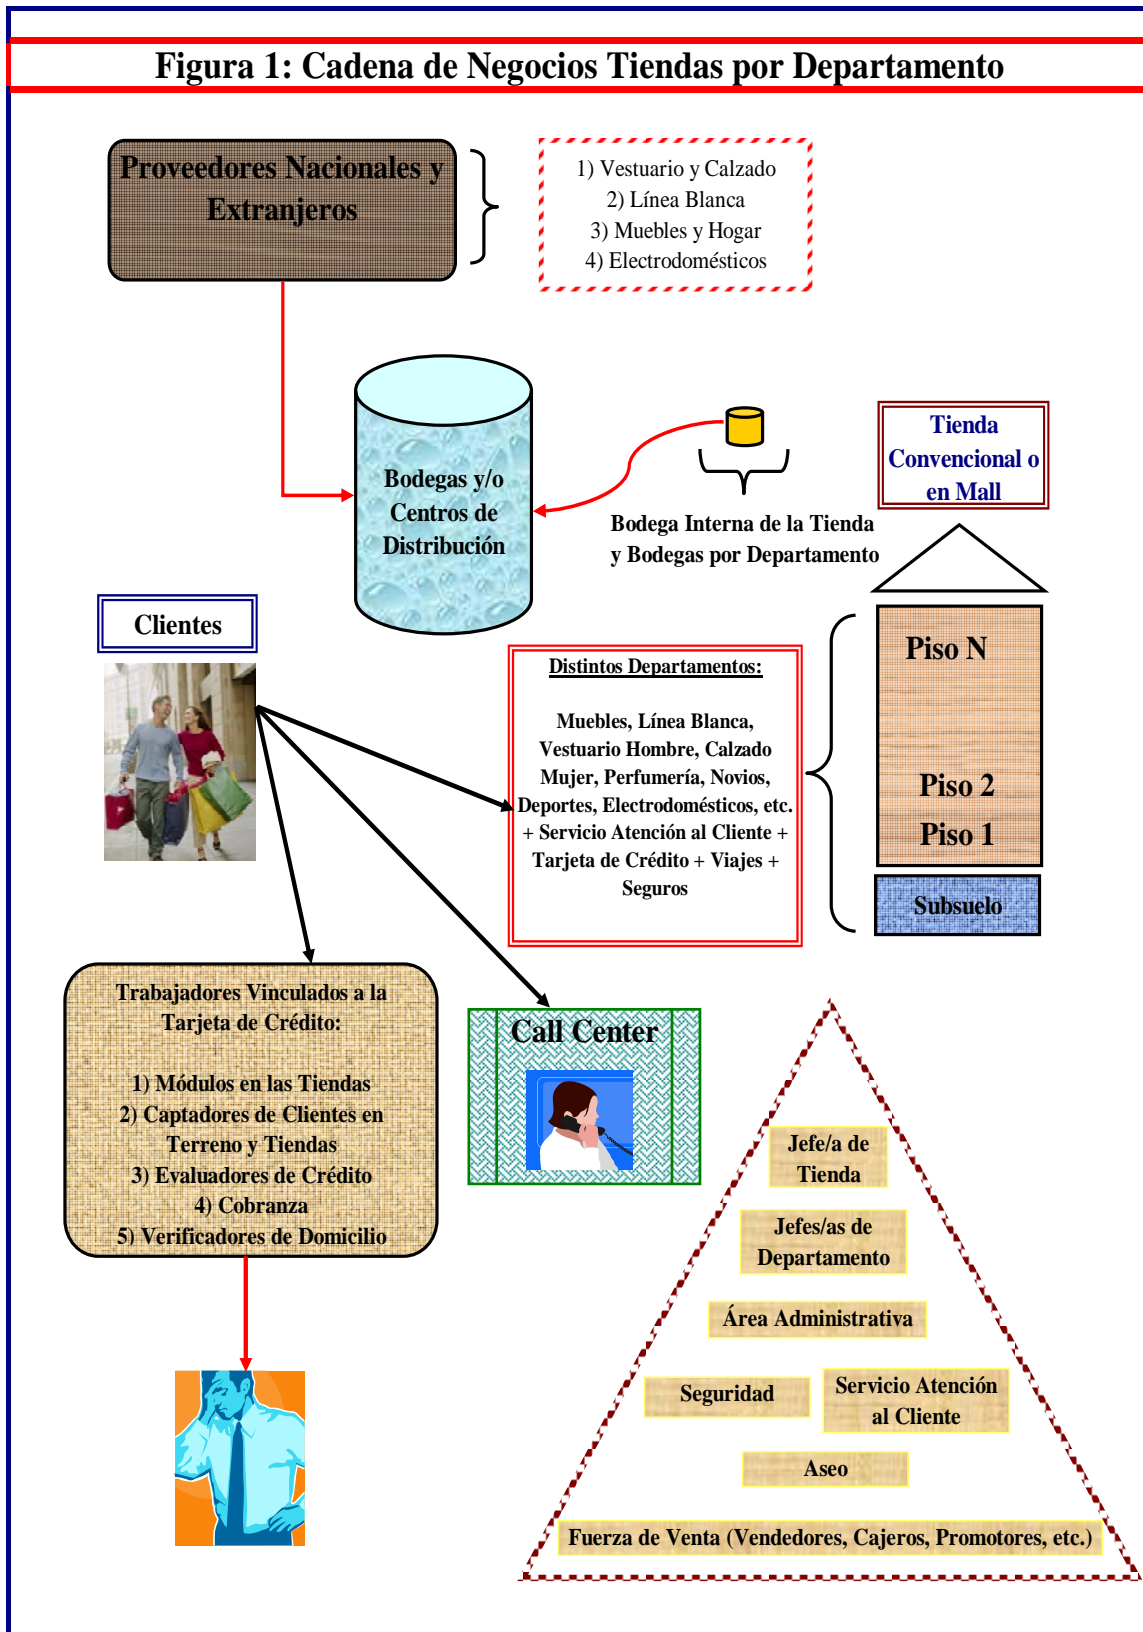 Figura 1: Cadena de Negocios Tiendas por Departamento
Proveedores Nacionales y
Extranjeros
1) Vestuario y Calzado
2) Línea Blanca
3) Muebles y Hogar
4) Electrodomésticos
Bodegas y/o
Centros de
Distribución
Bodega Interna de la Tienda
y Bodegas por Departamento
Tienda
Convencional o
en Mall
Clientes
Distintos Departamentos:
Muebles, Línea Blanca,
Vestuario Hombre, Calzado
Mujer, Perfumería, Novios,
Deportes, Electrodomésticos, etc.
+ Servicio Atención al Cliente +
Tarjeta de Crédito + Viajes +
Seguros
Piso N
Piso 2
Piso 1
Subsuelo
Trabajadores Vinculados a la
Tarjeta de Crédito:
1) Módulos en las Tiendas
2) Captadores de Clientes en
Terreno y Tiendas
3) Evaluadores de Crédito
4) Cobranza
5) Verificadores de Domicilio
Call Center
Jefe/a de
Tienda
Jefes/as de
Departamento
Área Administrativa
Seguridad
Servicio Atención
al Cliente
Aseo
Fuerza de Venta (Vendedores, Cajeros, Promotores, etc.)